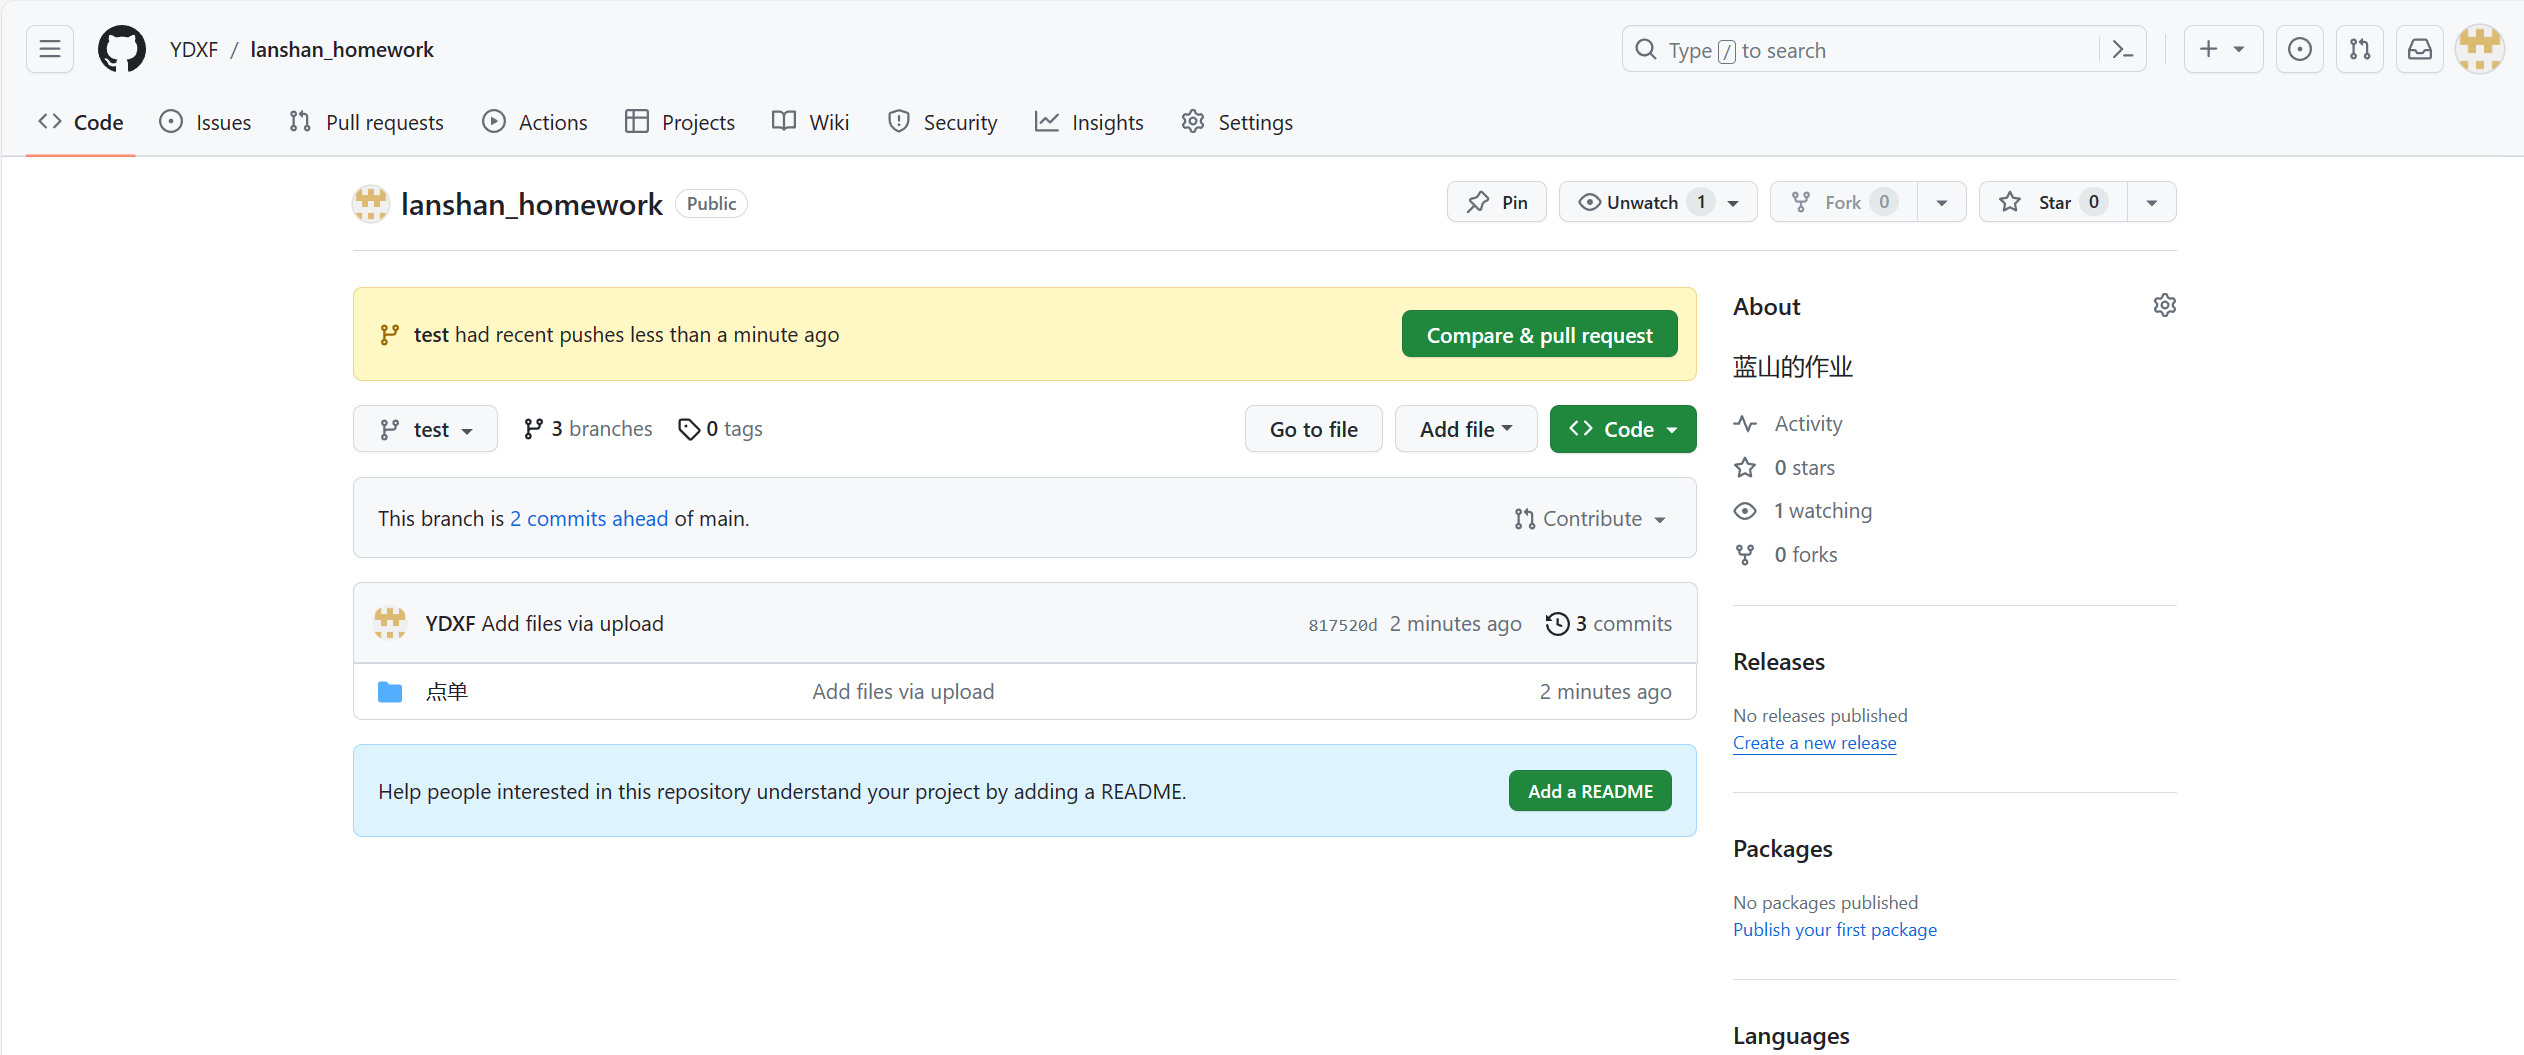 YDXF / lanshan_homework
Type / to search
Code Issues Pull requests Actions Projects Wiki Security Insights Settings
lanshan_homework Public
Pin Unwatch 1 Fork 0 Star 0
test had recent pushes less than a minute ago Compare & pull request
test 3 branches 0 tags Go to file Add file Code
This branch is 2 commits ahead of main. Contribute
YDXF Add files via upload 817520d 2 minutes ago 3 commits
点单 Add files via upload 2 minutes ago
Help people interested in this repository understand your project by adding a README. Add a README
About
蓝山的作业
Activity
0 stars
1 watching
0 forks
Releases
No releases published
Create a new release
Packages
No packages published
Publish your first package
Languages